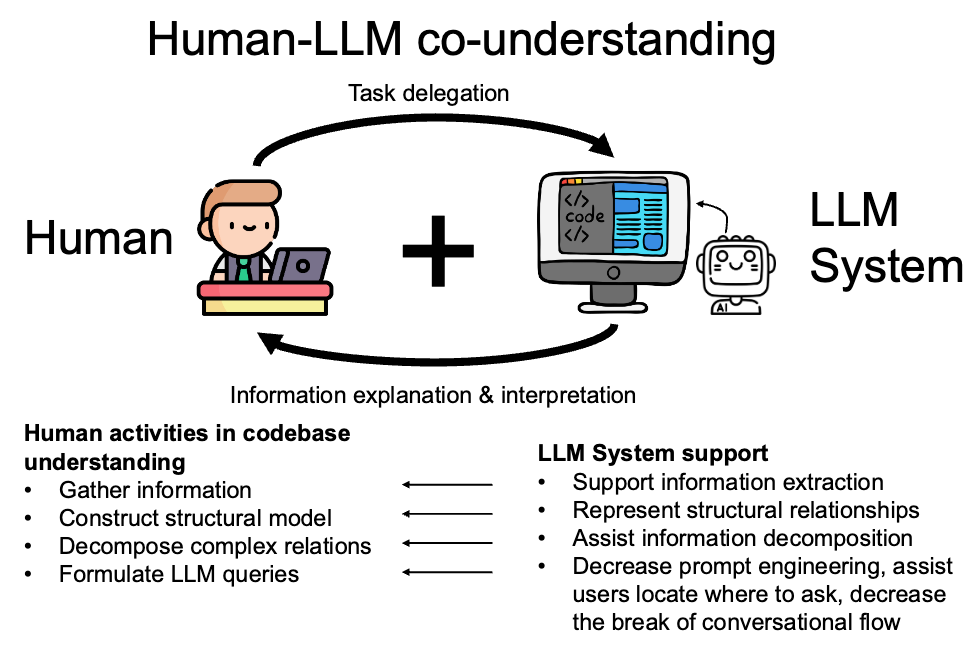 Human-LLM co-understanding
Task delegation
Human
</>
code
</>
AI
LLM
System
Information explanation & interpretation
Human activities in codebase
understanding
• Gather information
• Construct structural model
• Decompose complex relations
• Formulate LLM queries
LLM System support
• Support information extraction
• Represent structural relationships
• Assist information decomposition
• Decrease prompt engineering, assist
users locate where to ask, decrease
the break of conversational flow